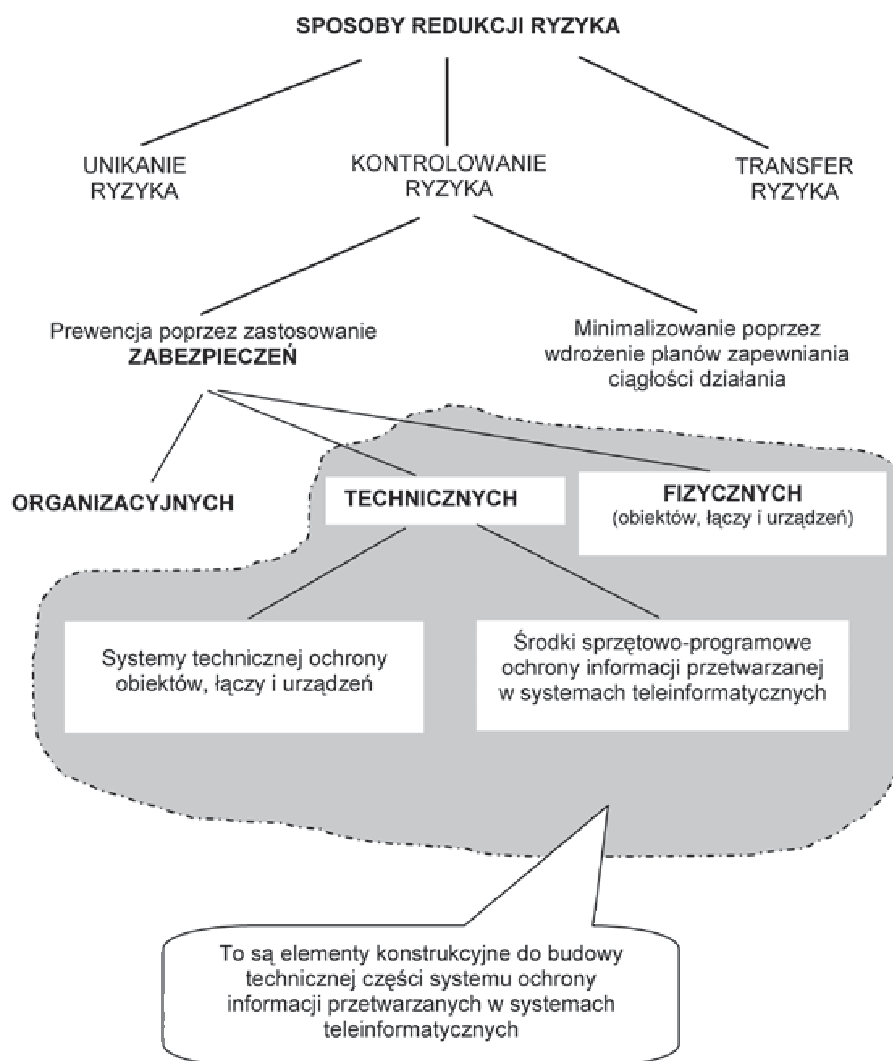 SPOSOBY REDUKCJI RYZYKA
UNIKANIE
RYZYKA
KONTROLOWANIE
RYZYKA
TRANSFER
RYZYKA
Prewencja poprzez zastosowanie
ZABEZPIECZEŃ
Minimalizowanie poprzez
wdrożenie planów zapewniania
ciągłości działania
ORGANIZACYJNYCH
TECHNICZNYCH
FIZYCZNYCH
(obiektów, łączy i urządzeń)
Systemy technicznej ochrony
obiektów, łączy i urządzeń
Środki sprzętowo-programowe
ochrony informacji przetwarzanej
w systemach teleinformatycznych
To są elementy konstrukcyjne do budowy
technicznej części systemu ochrony
informacji przetwarzanych w systemach
teleinformatycznych